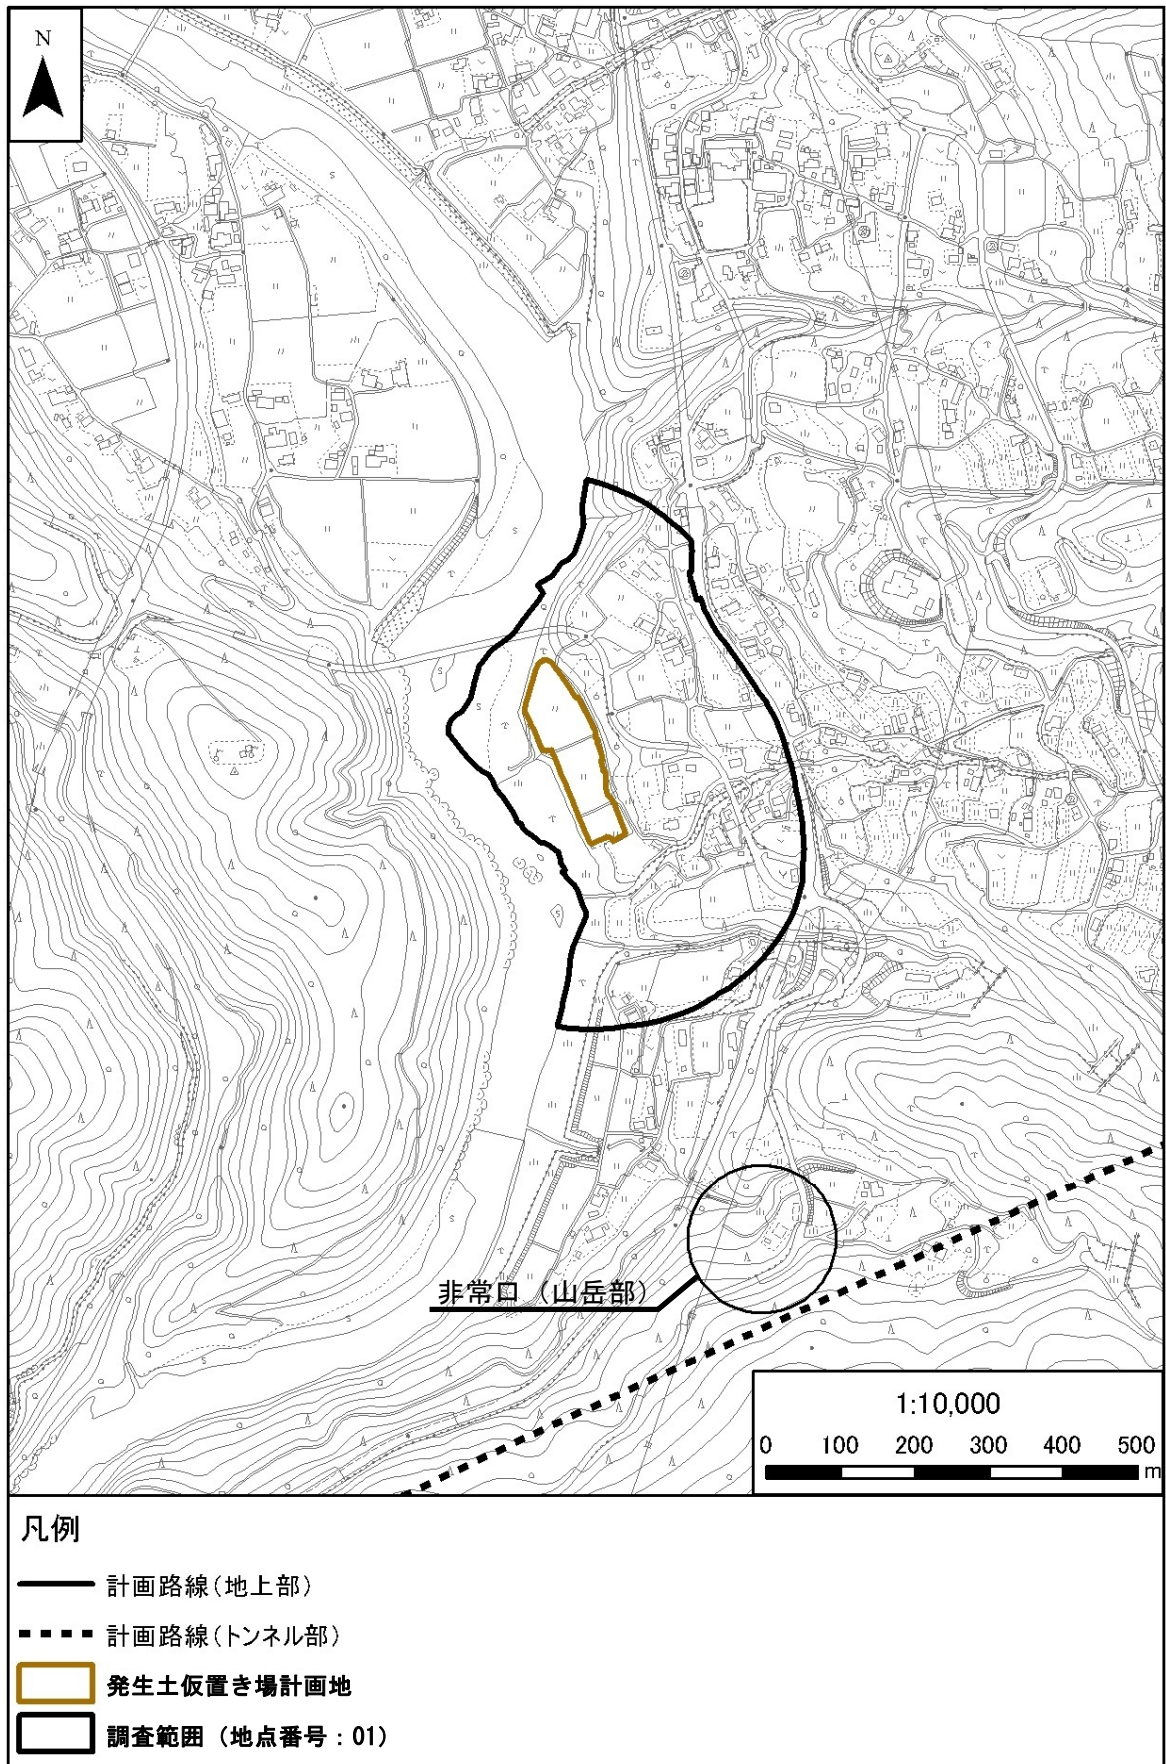 N
非常口（山岳部）
1:10,000
0 100 200 300 400 500
m
凡例
計画路線(地上部)
計画路線(トンネル部)
発生土仮置き場計画地
調査範囲（地点番号：01）